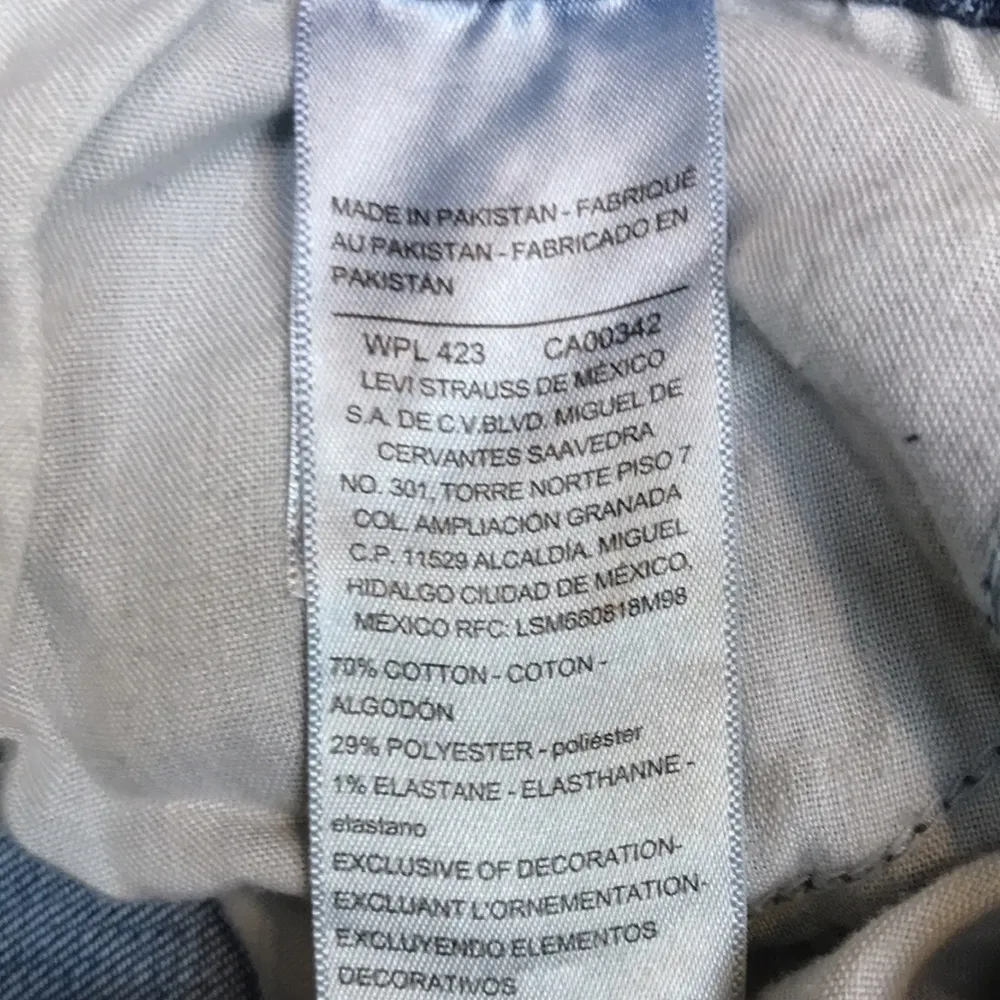 MADE IN PAKISTAN - FABRIQUÉ
AU PAKISTAN - FABRICADO EN
PAKISTÁN
WPL 423 CA00342
LEVI STRAUSS DE MÉXICO
S.A. DE C.V.BLVD. MIGUEL DE
CERVANTES SAAVEDRA
NO. 301, TORRE NORTE PISO 7
COL. AMPLIACIÓN GRANADA
C.P. 11529 ALCALDÍA. MIGUEL
HIDALGO CIUDAD DE MÉXICO,
MÉXICO RFC: LSM660818M98
70% COTTON - COTON -
ALGODÓN
29% POLYESTER - poliéster
1% ELASTANE - ELASTHANNE -
elastano
EXCLUSIVE OF DECORATION-
EXCLUANT L'ORNEMENTATION-
EXCLUYENDO ELEMENTOS
DECORATIVOS